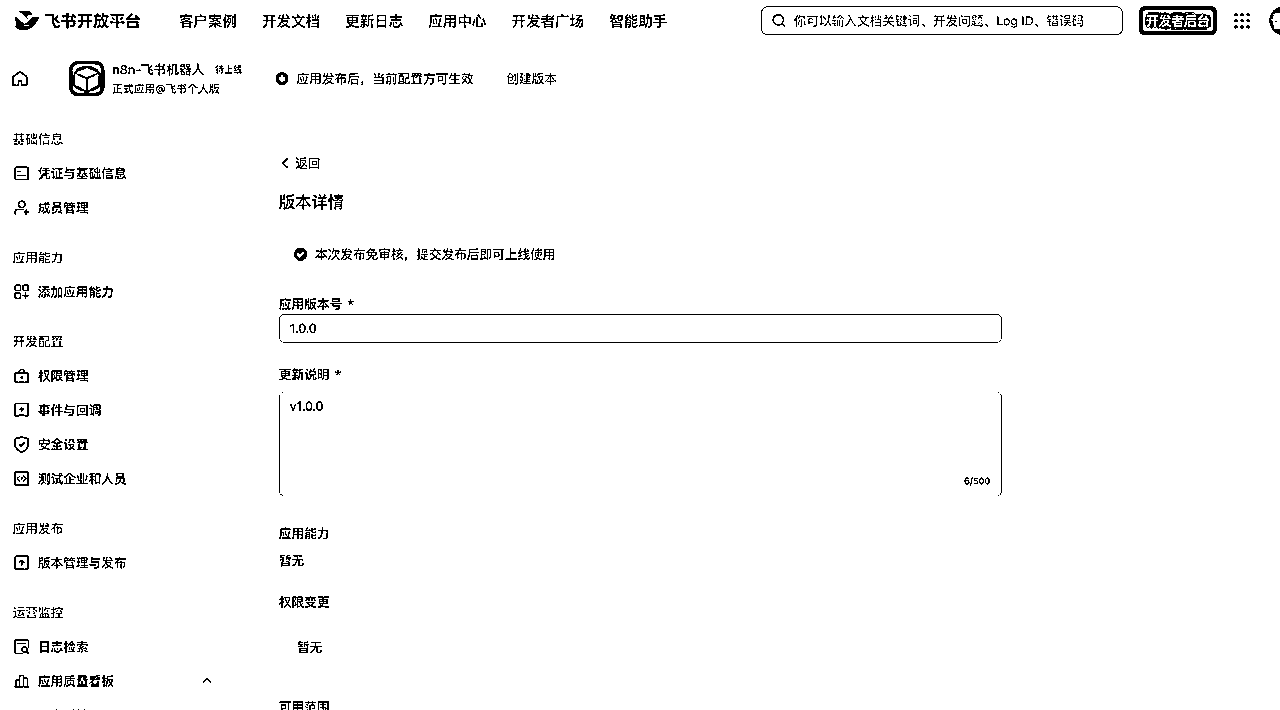 飞书开放平台 客户案例 开发文档 更新日志 应用中心 开发者广场 智能助手 你可以输入文档关键词、开发问题、Log ID、错误码 开发者后台
n8n-飞书机器人 待上线
正式应用@飞书个人版
应用发布后，当前配置方可生效 创建版本
基础信息
凭证与基础信息
成员管理
应用能力
添加应用能力
开发配置
权限管理
事件与回调
安全设置
测试企业和人员
应用发布
版本管理与发布
运营监控
日志检索
应用质量看板
返回
版本详情
本次发布免审核，提交发布后即可上线使用
应用版本号 *
1.0.0
更新说明 *
v1.0.0
6/500
应用能力
暂无
权限变更
暂无
可用范围